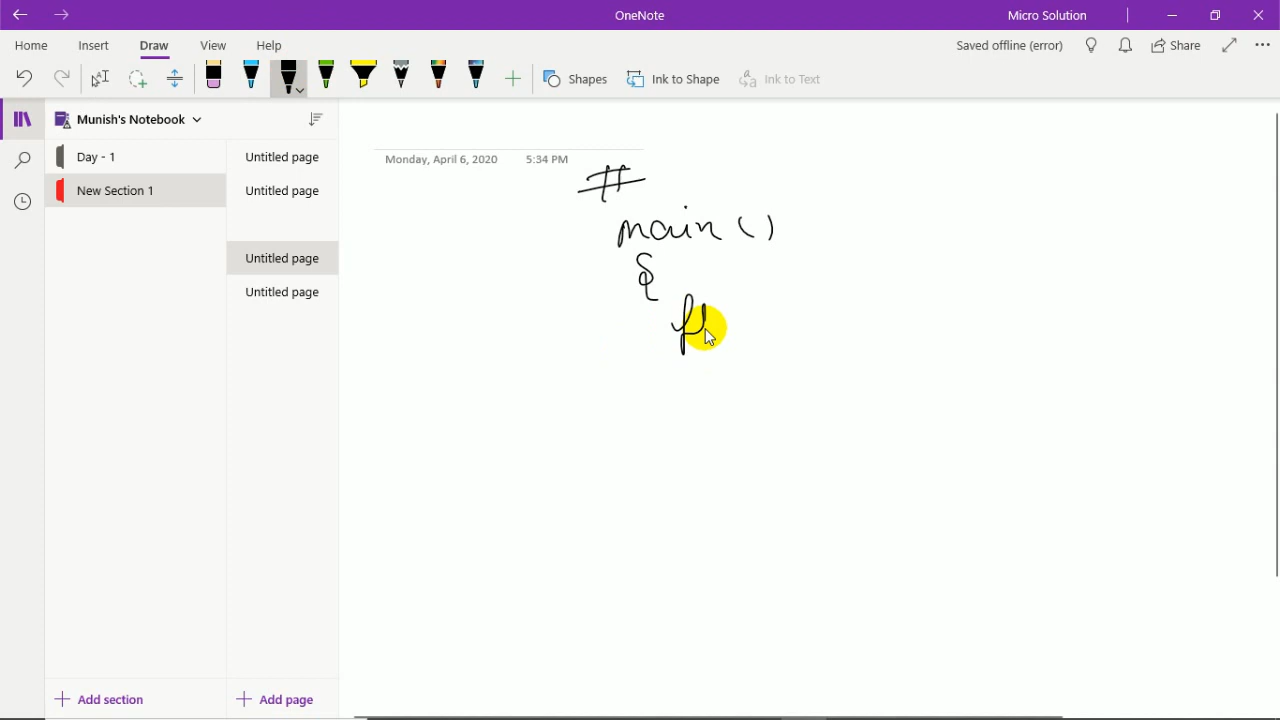 OneNote
Micro Solution
Home Insert Draw View Help
Saved offline (error)
Share
Shapes
Ink to Shape
Ink to Text
Munish's Notebook
Day - 1
New Section 1
Untitled page
Untitled page
Untitled page
Untitled page
Monday, April 6, 2020 5:34 PM
#
main ()
{
fl
Add section
Add page